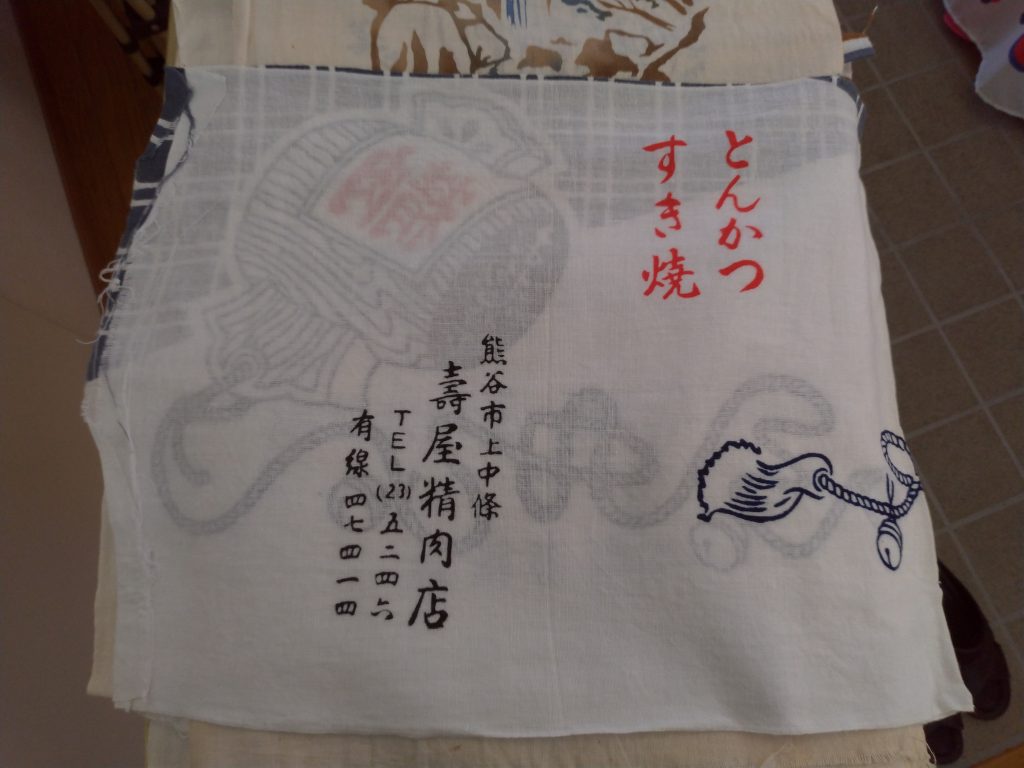 とんかつ
すき焼
熊谷市上中條
壽屋精肉店
TEL(23)五二四六
有線四七四一四